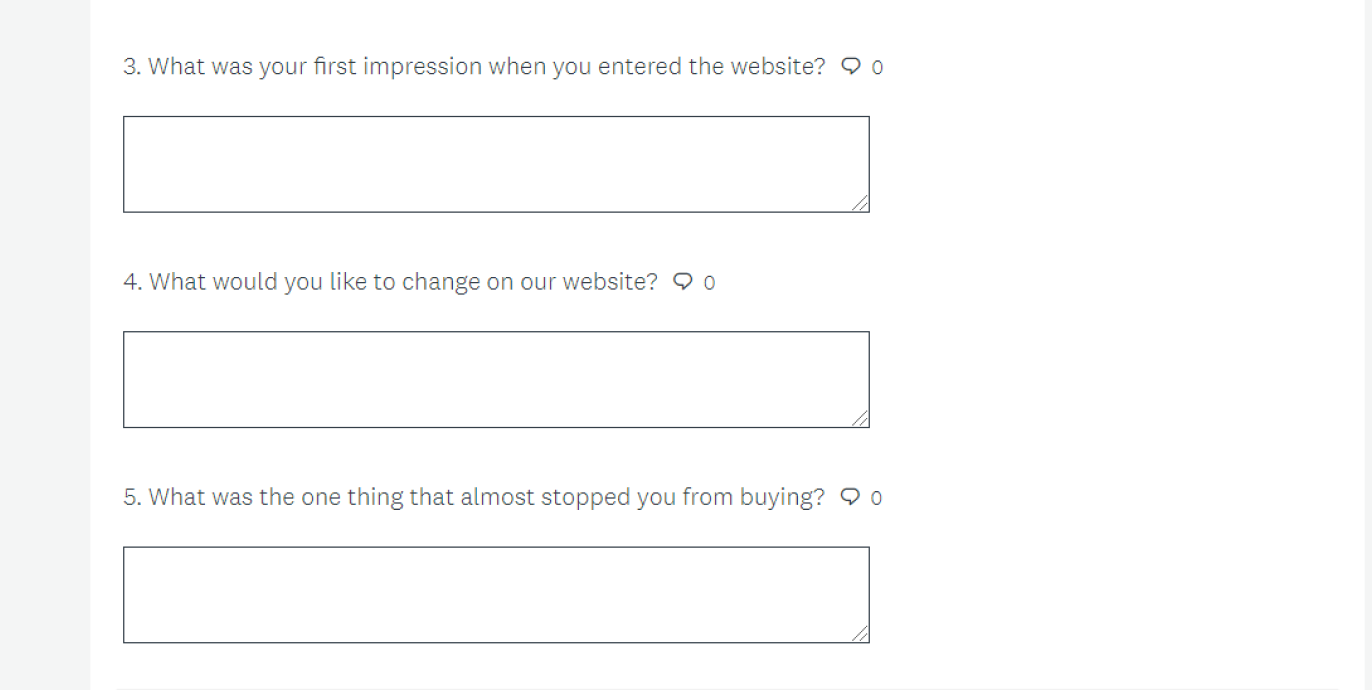 3. What was your first impression when you entered the website? 0
4. What would you like to change on our website? 0
5. What was the one thing that almost stopped you from buying? 0